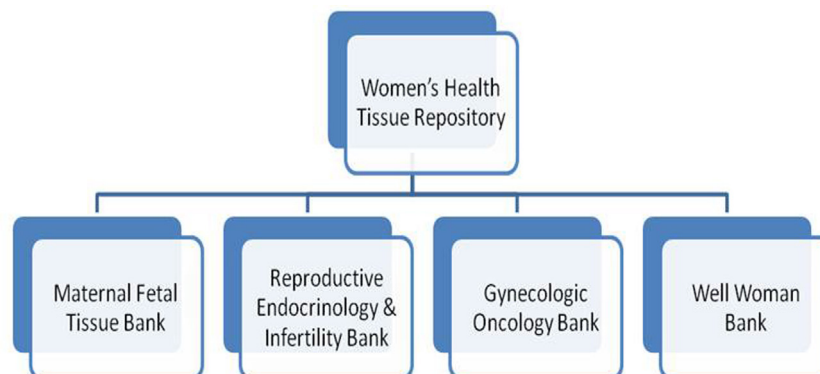 Women's Health
Tissue Repository
Maternal Fetal
Tissue Bank
Reproductive
Endocrinology &
Infertility Bank
Gynecologic
Oncology Bank
Well Woman
Bank